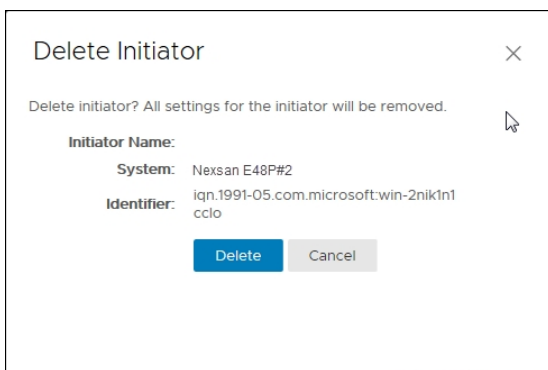 Delete Initiator
Delete initiator? All settings for the initiator will be removed.
Initiator Name:
System: Nexsan E48P#2
Identifier: iqn.1991-05.com.microsoft:win-2nik1n1
cclo
Delete Cancel